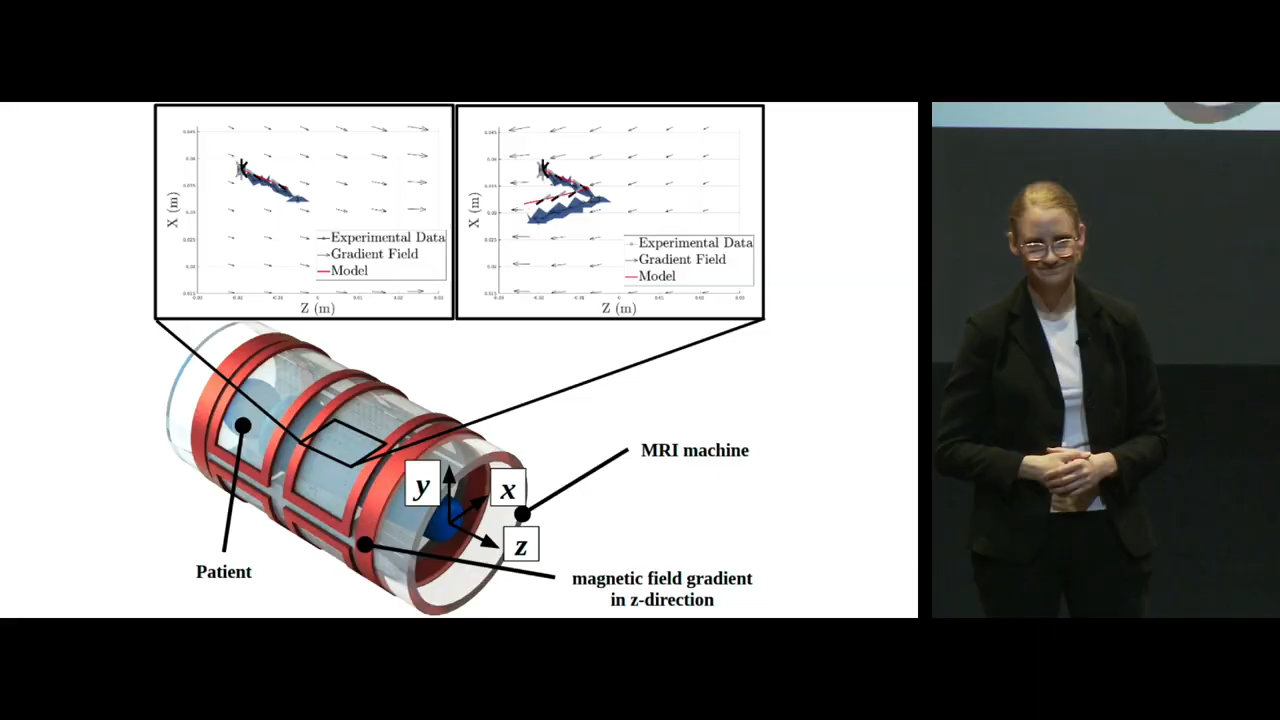 X (m)
Experimental Data
Gradient Field
Model
Z (m)
X (m)
Experimental Data
Gradient Field
Model
Z (m)
y
x
z
MRI machine
Patient
magnetic field gradient
in z-direction